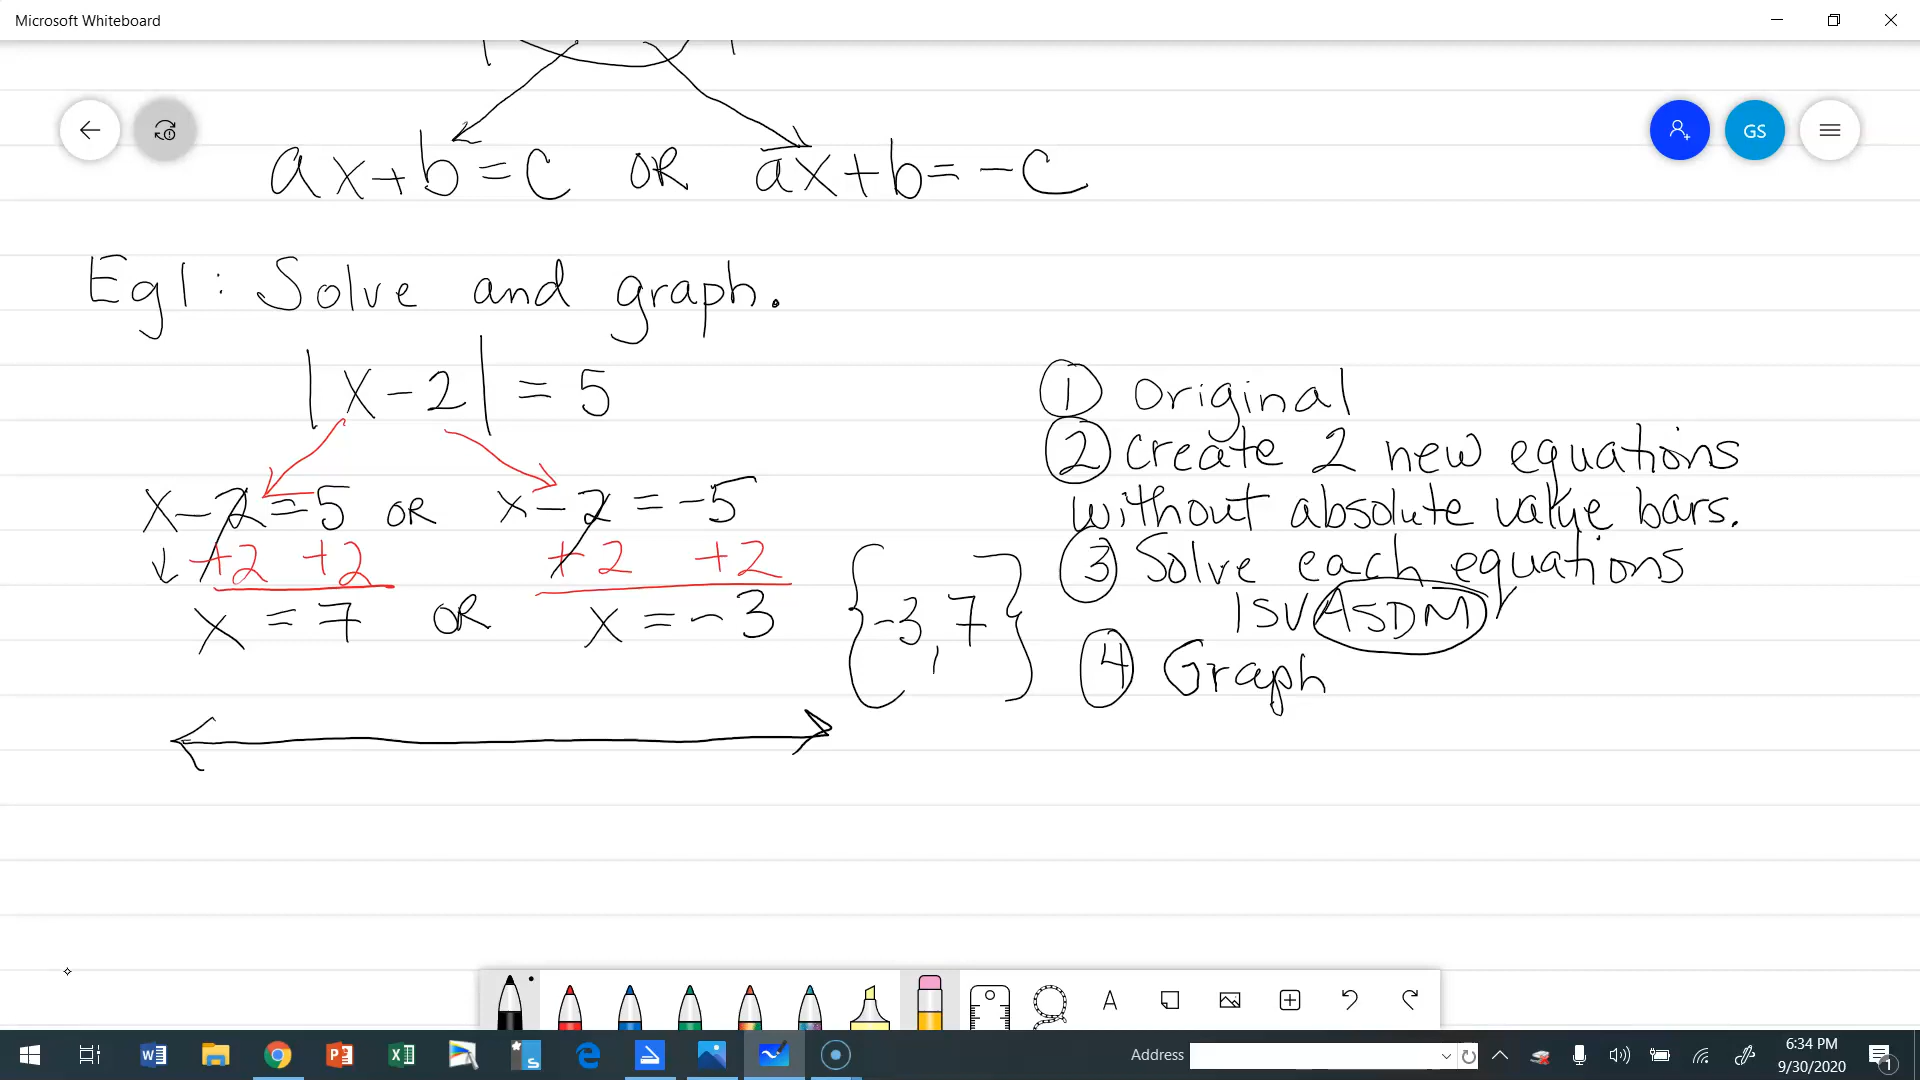 Microsoft Whiteboard
GS
ax+b=c OR ax+b=-c
Eg1: Solve and graph.
|x-2| = 5
x-2=5 OR x-2=-5
+2 +2 +2 +2
x = 7 OR x = -3
{-3,7}
① Original
② Create 2 new equations
without absolute value bars.
③ Solve each equations
ISVASDM
④ Graph
Address
6:34 PM
9/30/2020
1